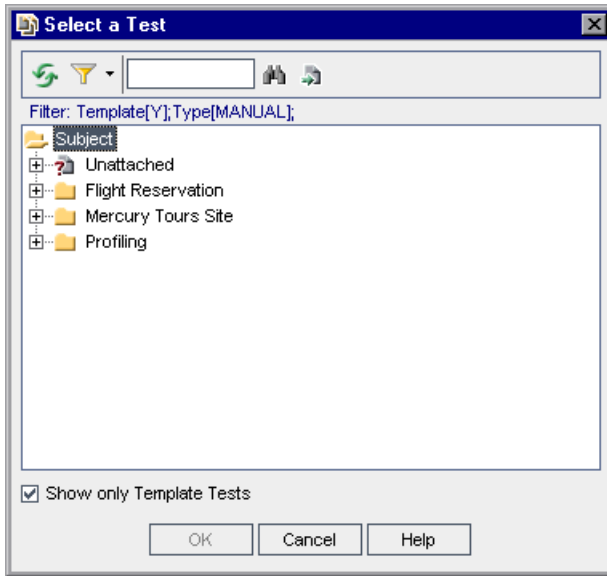 Select a Test
Filter: Template[Y];Type[MANUAL];
Subject
Unattached
Flight Reservation
Mercury Tours Site
Profiling
Show only Template Tests
OK Cancel Help